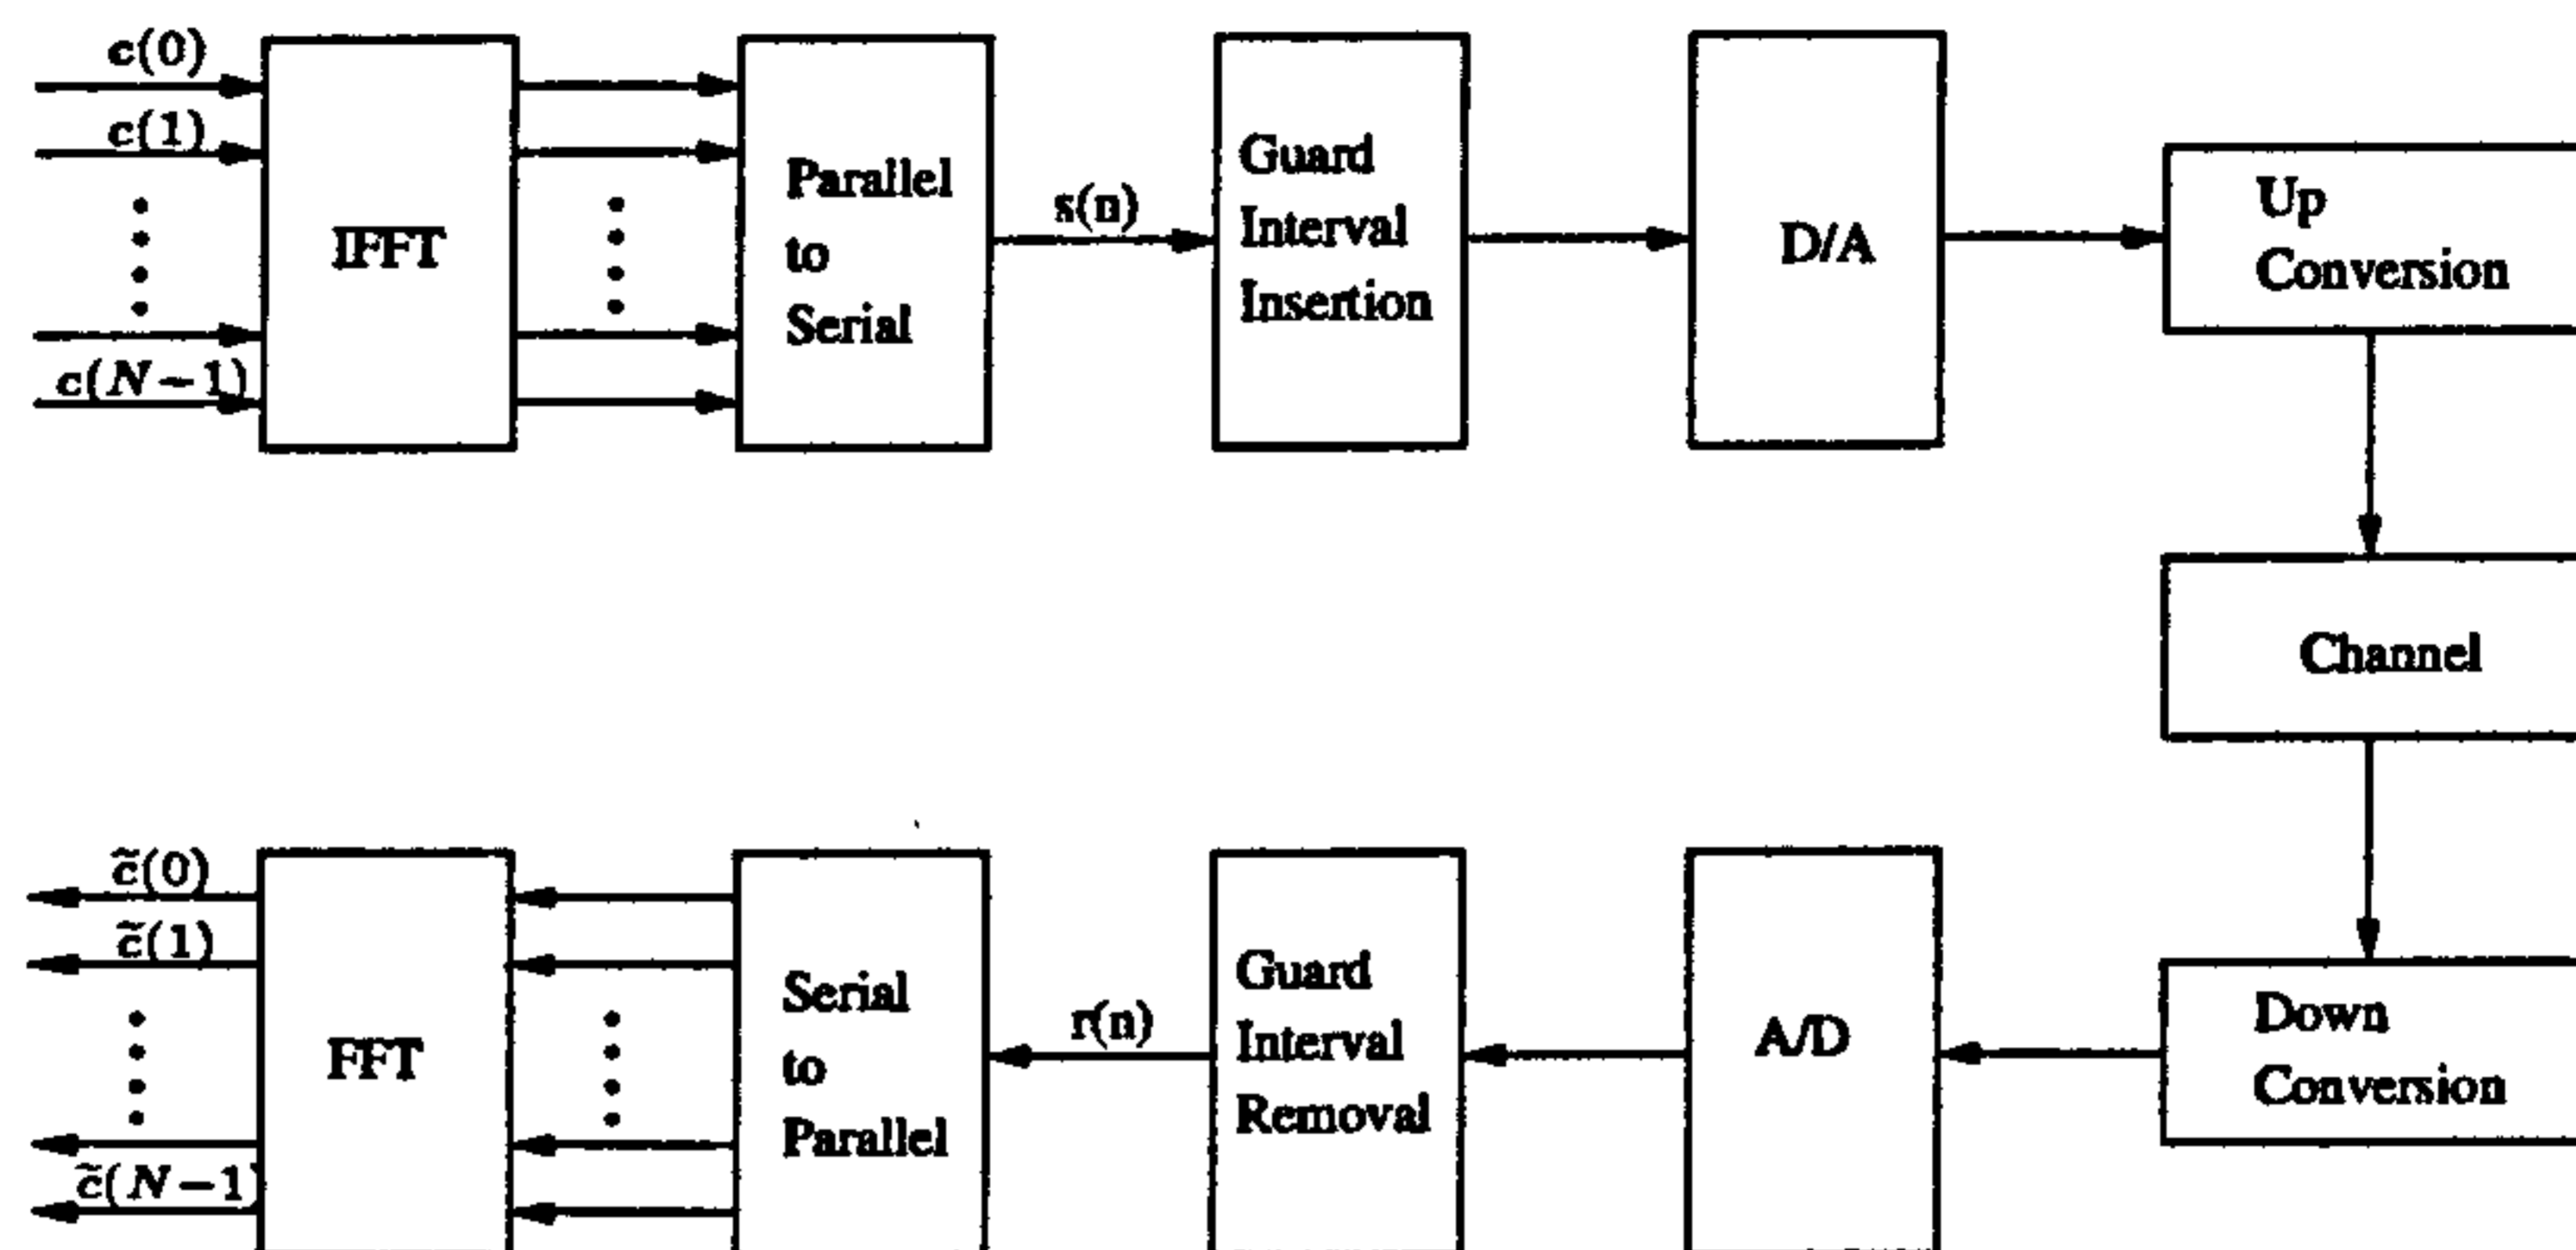 c(0)
c(1)
c(N-1)
IFFT
Parallel
to
Serial
s(n)
Guard
Interval
Insertion
D/A
Up
Conversion
Channel
c̃(0)
c̃(1)
c̃(N-1)
FFT
Serial
to
Parallel
r(n)
Guard
Interval
Removal
A/D
Down
Conversion